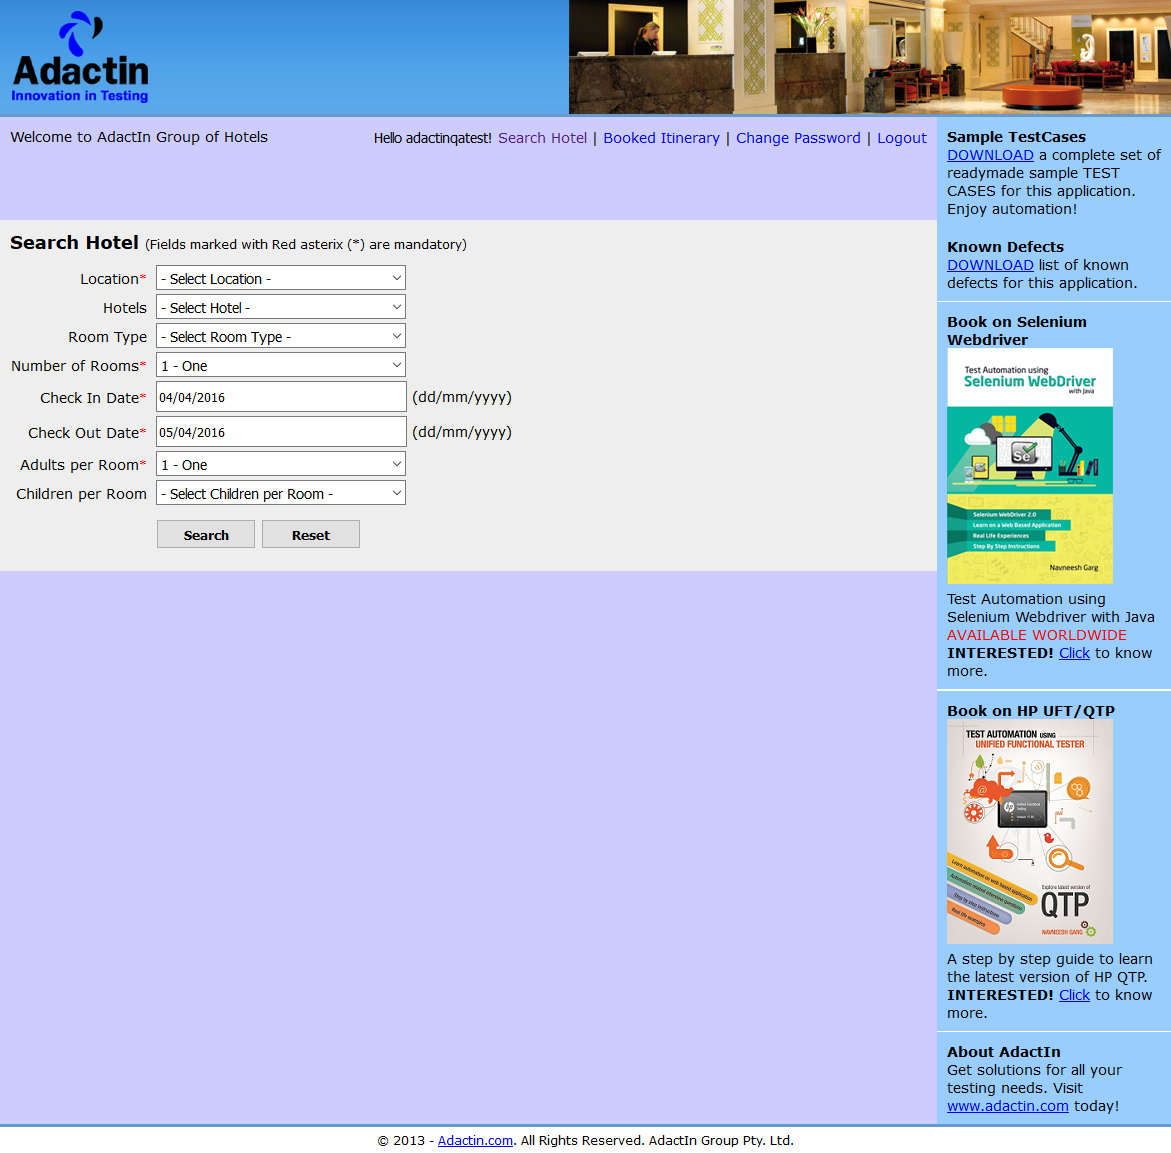 Adactin
Innovation in Testing
Welcome to AdactIn Group of Hotels
Hello adactinqatest! Search Hotel | Booked Itinerary | Change Password | Logout
Search Hotel (Fields marked with Red asterix (*) are mandatory)
Location* - Select Location -
Hotels - Select Hotel -
Room Type - Select Room Type -
Number of Rooms* 1 - One
Check In Date* 04/04/2016 (dd/mm/yyyy)
Check Out Date* 05/04/2016 (dd/mm/yyyy)
Adults per Room* 1 - One
Children per Room - Select Children per Room -
Search Reset
Sample TestCases
DOWNLOAD a complete set of
readymade sample TEST
CASES for this application.
Enjoy automation!
Known Defects
DOWNLOAD list of known
defects for this application.
Book on Selenium
Webdriver
Test Automation using
Selenium WebDriver
with Java
Se
Selenium WebDriver 2.0
Learn on a Web Based Application
Real Life Experiences
Step By Step Instructions
Navneesh Garg
Test Automation using
Selenium Webdriver with Java
AVAILABLE WORLDWIDE
INTERESTED! Click to know
more.
Book on HP UFT/QTP
TEST AUTOMATION USING
UNIFIED FUNCTIONAL TESTER
hp
Learn automation on web based application
Automation related interview questions
Step by step instructions
Real life examples
Explore latest version of
QTP
NAVNEESH GARG
A step by step guide to learn
the latest version of HP QTP.
INTERESTED! Click to know
more.
About AdactIn
Get solutions for all your
testing needs. Visit
www.adactin.com today!
© 2013 - Adactin.com. All Rights Reserved. AdactIn Group Pty. Ltd.